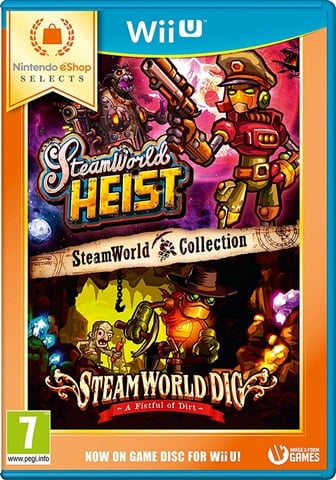 Wii U
Nintendo eShop
SELECTS
SteamWorld
HEIST
SteamWorld Collection
STEAMWORLD DIG
A Fistful of Dirt
7
www.pegi.info
NOW ON GAME DISC FOR Wii U!
IMAGE & FORM
GAMES